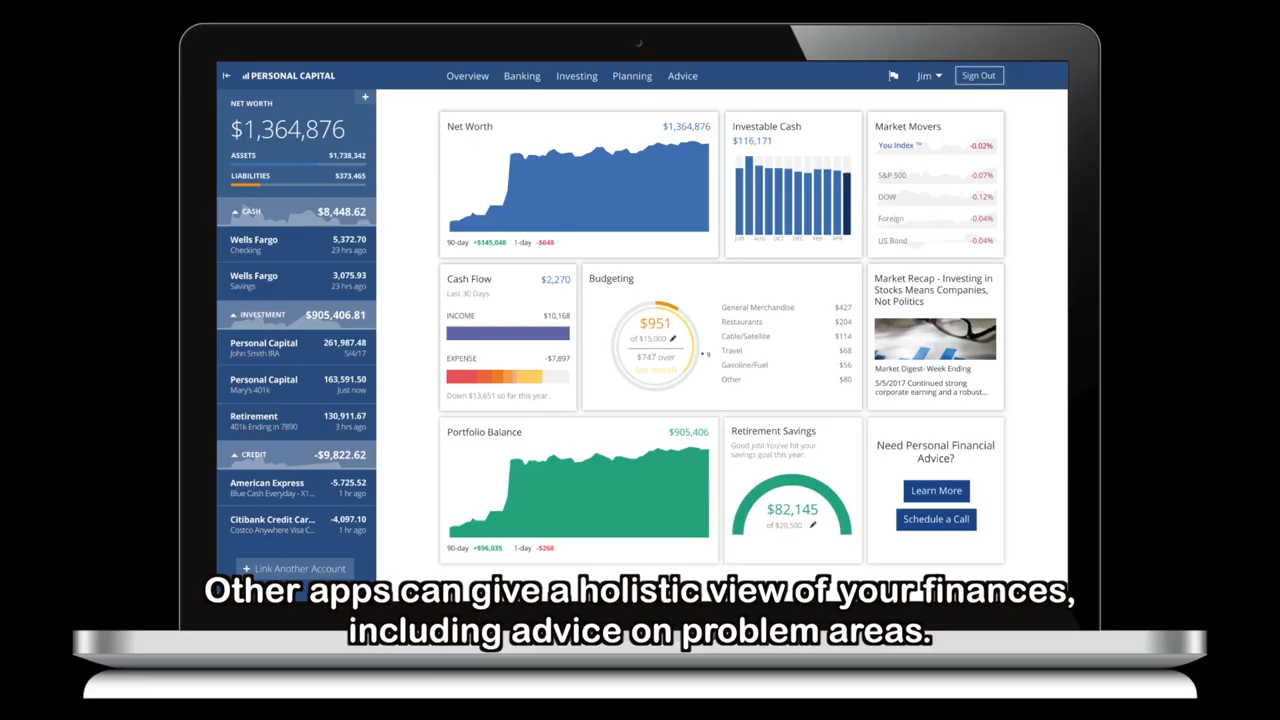 PERSONAL CAPITAL
Overview Banking Investing Planning Advice
Jim
Sign Out
+
NET WORTH
$1,364,876
ASSETS $1,738,342
LIABILITIES $373,465
CASH $8,448.62
Wells Fargo 5,372.70
Checking 23 hrs ago
Wells Fargo 3,075.93
Savings 23 hrs ago
INVESTMENT $905,406.81
Personal Capital 261,987.48
John Smith IRA 5/4/17
Personal Capital 163,591.50
Mary's 401k Just now
Retirement 130,911.67
401k Ending in 7890 3 hrs ago
CREDIT -$9,822.62
American Express -5.725.52
Blue Cash Everyday - X1... 1 hr ago
Citibank Credit Car... -4,097.10
Costco Anywhere Visa C... 1 hr ago
+ Link Another Account
Net Worth $1,364,876
90-day +$145,048 1-day -$648
Investable Cash
$116,171
JUN AUG OCT DEC FEB APR
Market Movers
You Index™ -0.02%
S&P 500 -0.07%
DOW -0.12%
Foreign -0.04%
US Bond -0.04%
Cash Flow $2,270
Last 30 Days
INCOME $10,168
EXPENSE -$7,897
Down $13,651 so far this year.
Budgeting
$951
of $15,000
$747 over
last month
9
General Merchandise $427
Restaurants $204
Cable/Satellite $114
Travel $68
Gasoline/Fuel $56
Other $80
Market Recap - Investing in
Stocks Means Companies,
Not Politics
Market Digest- Week Ending
5/5/2017 Continued strong
corporate earning and a robust...
Portfolio Balance $905,406
90-day +$96,035 1-day -$268
Retirement Savings
Good job! You've hit your
savings goal this year.
$82,145
of $20,500
Need Personal Financial
Advice?
Learn More
Schedule a Call
Other apps can give a holistic view of your finances,
including advice on problem areas.